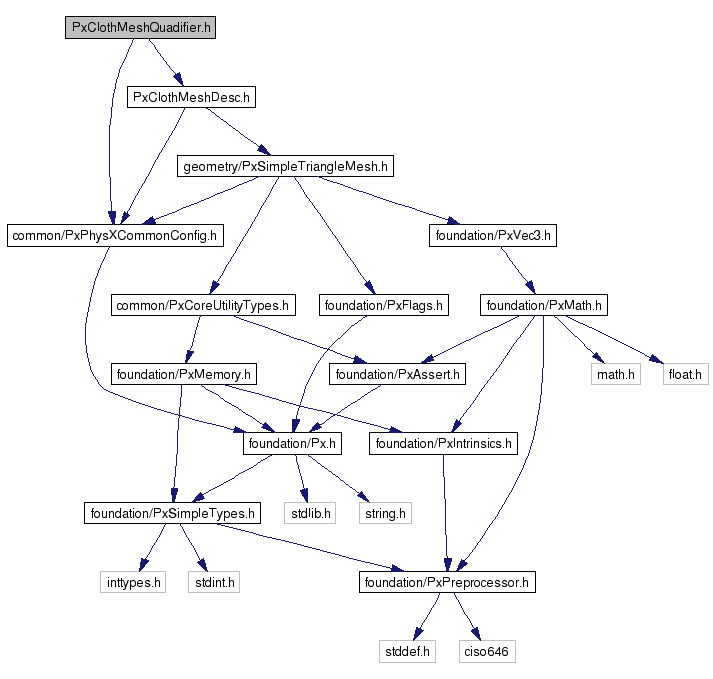 PxClothMeshQuadifier.h
PxClothMeshDesc.h
geometry/PxSimpleTriangleMesh.h
common/PxPhysXCommonConfig.h
foundation/PxVec3.h
common/PxCoreUtilityTypes.h
foundation/PxFlags.h
foundation/PxMath.h
foundation/PxMemory.h
foundation/PxAssert.h
math.h
float.h
foundation/Px.h
foundation/PxIntrinsics.h
foundation/PxSimpleTypes.h
stdlib.h
string.h
inttypes.h
stdint.h
foundation/PxPreprocessor.h
stddef.h
ciso646